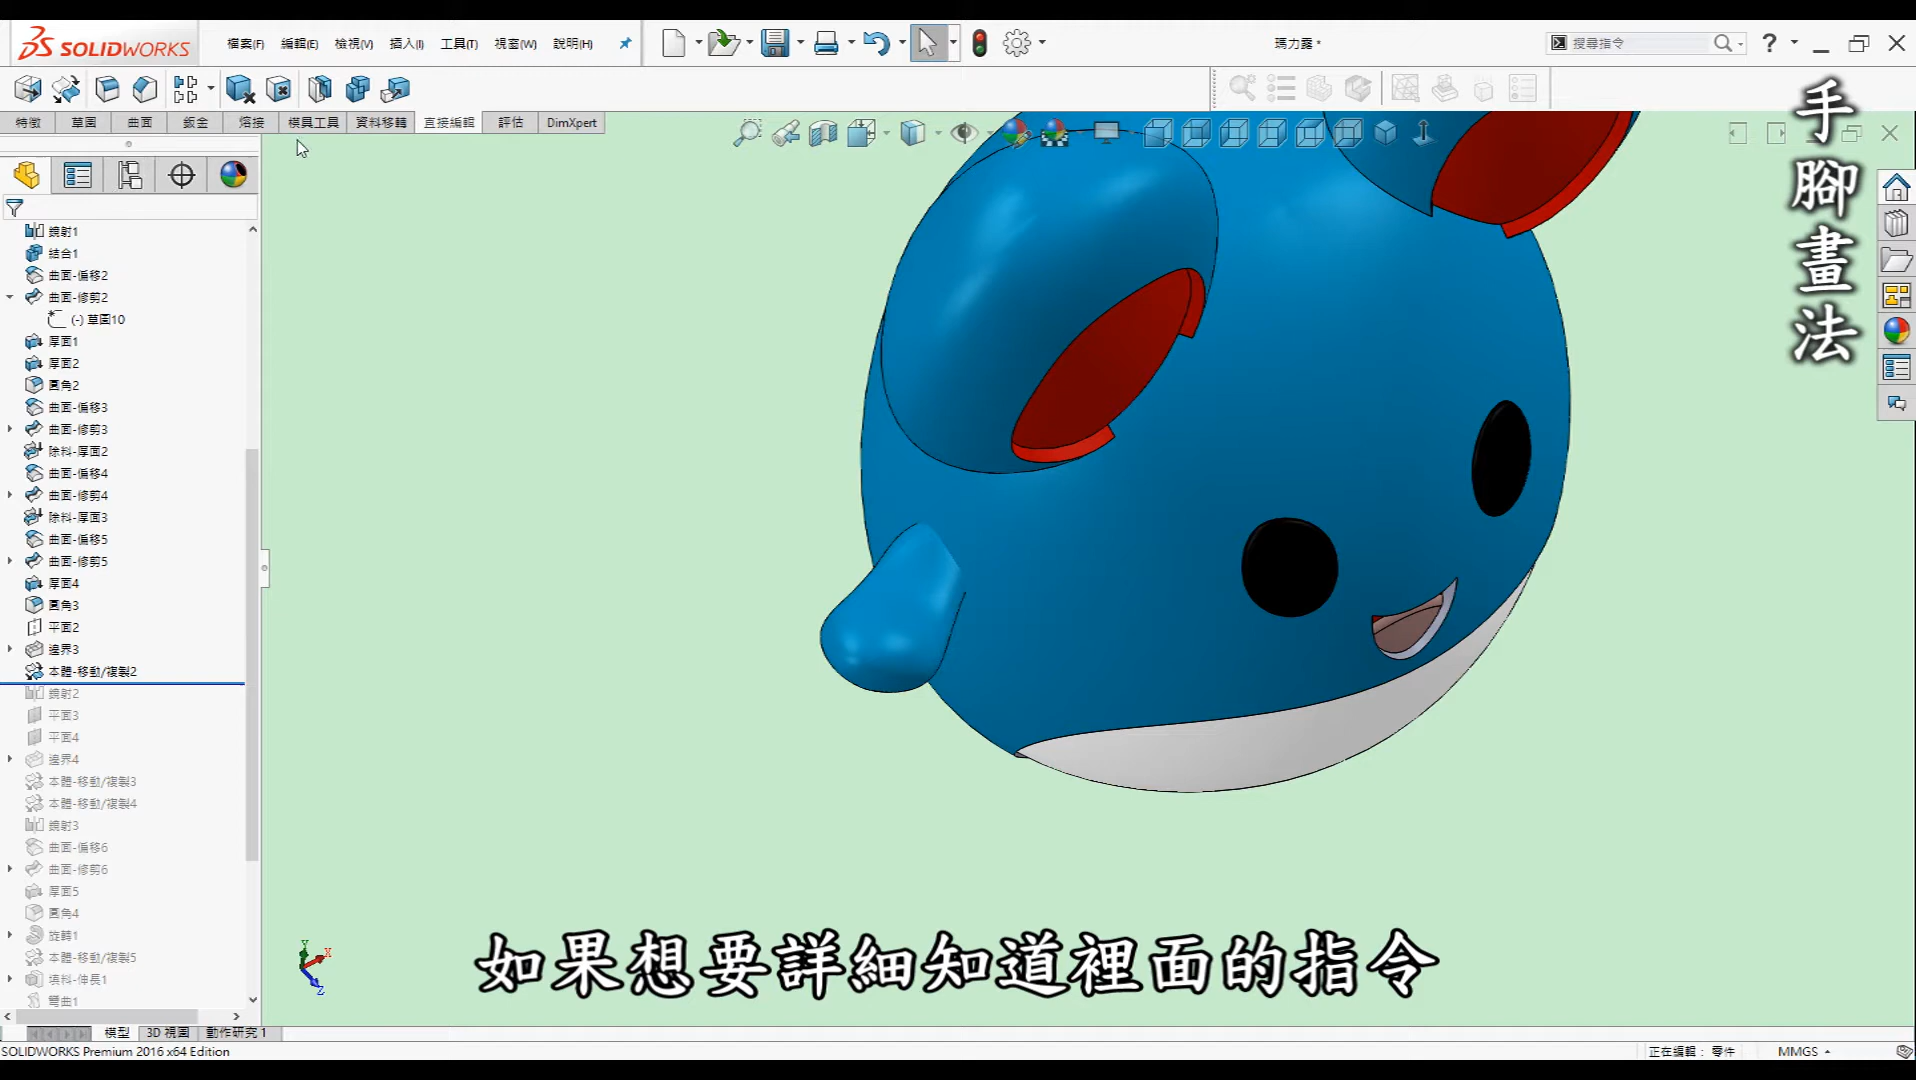 SOLIDWORKS
檔案(F) 編輯(E) 檢視(V) 插入(I) 工具(T) 視窗(W) 說明(H)
瑪力露 *
搜尋指令
?
特徵 草圖 曲面 鈑金 熔接 模具工具 資料移轉 直接編輯 評估 DimXpert
手腳畫法
鏡射1
結合1
曲面-偏移2
曲面-修剪2
(-) 草圖10
厚面1
厚面2
圓角2
曲面-偏移3
曲面-修剪3
除料-厚面2
曲面-偏移4
曲面-修剪4
除料-厚面3
曲面-偏移5
曲面-修剪5
厚面4
圓角3
平面2
邊界3
本體-移動/複製2
鏡射2
平面3
平面4
邊界4
本體-移動/複製3
本體-移動/複製4
鏡射3
曲面-偏移6
曲面-修剪6
厚面5
圓角4
旋轉1
本體-移動/複製5
填料-伸長1
彎曲1
Y
X
Z
如果想要詳細知道裡面的指令
模型 3D 視圖 動作研究 1
SOLIDWORKS Premium 2016 x64 Edition
正在編輯： 零件
MMGS